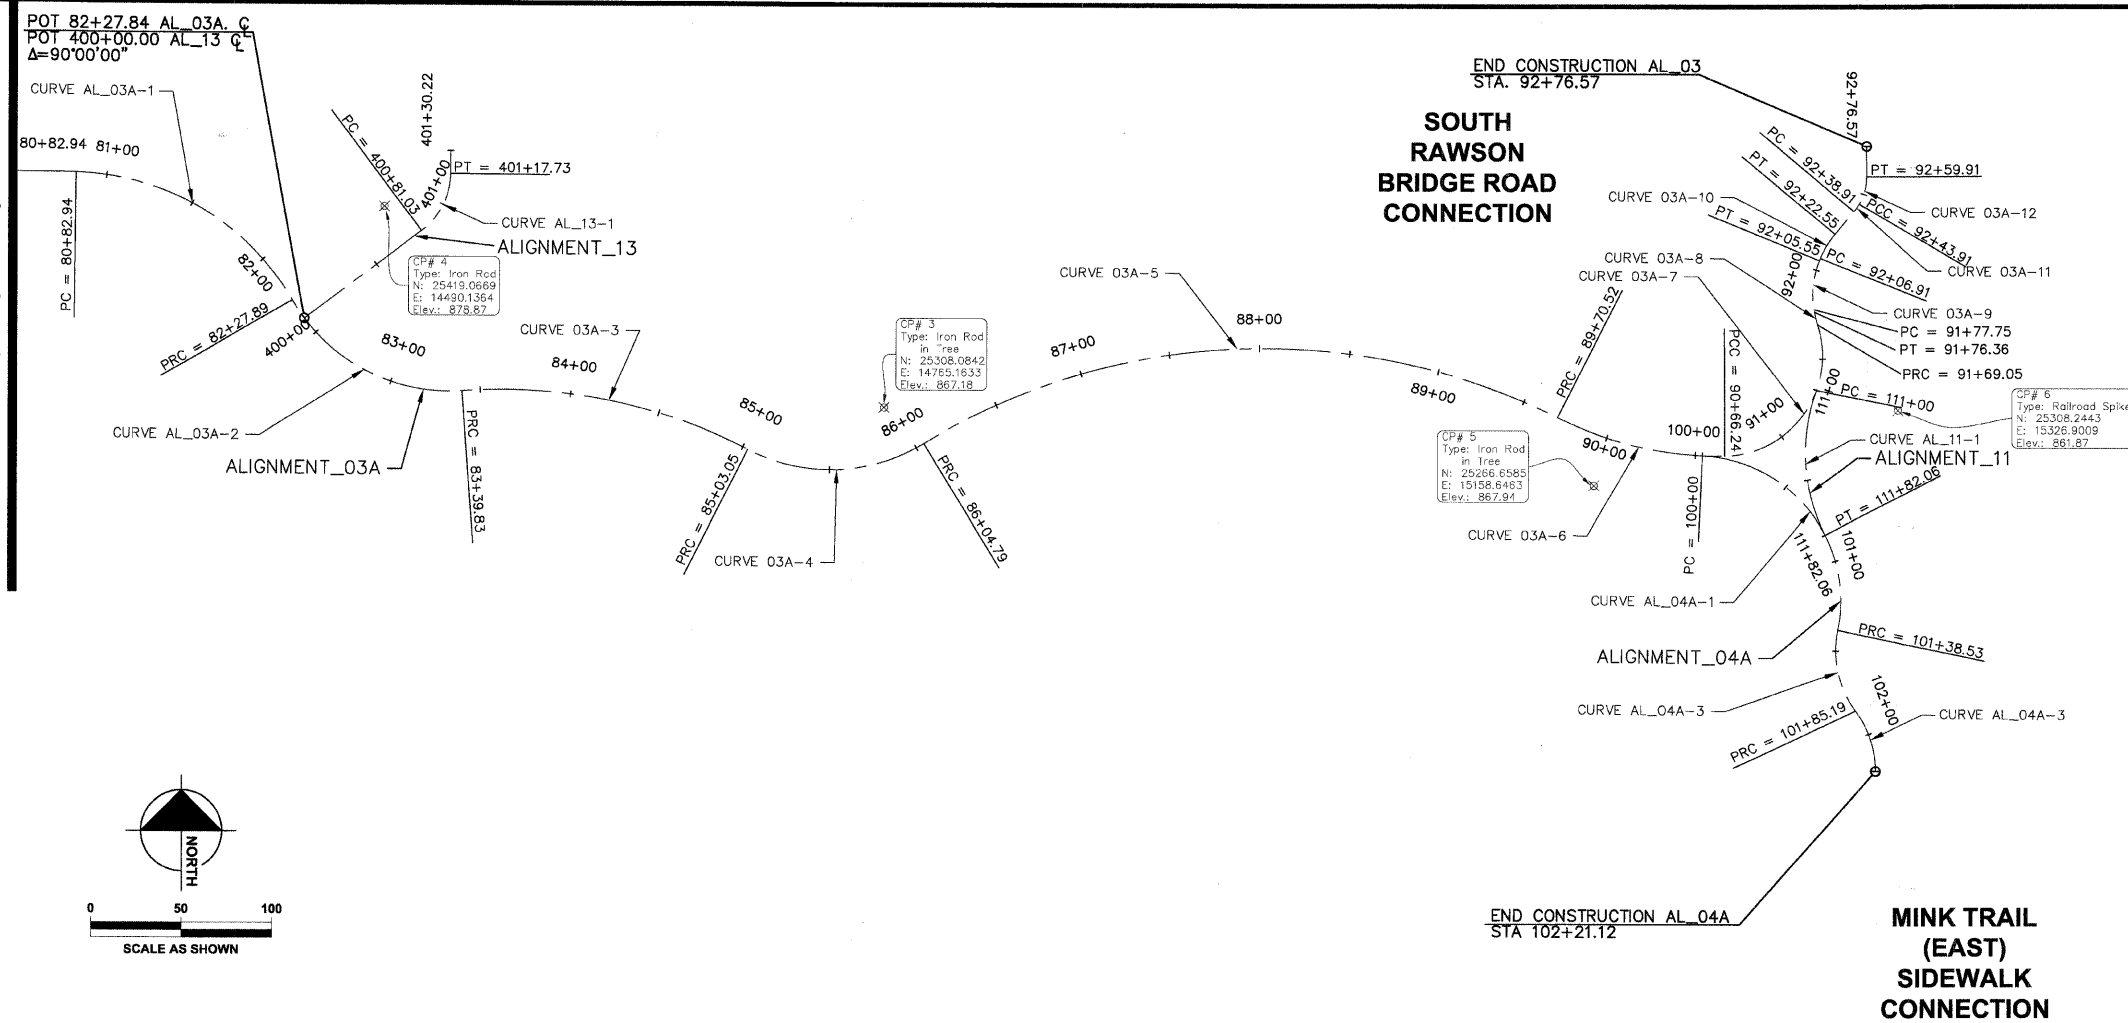 POT 82+27.84 AL_03A. ℄
POT 400+00.00 AL_13 ℄
Δ=90°00'00"
CURVE AL_03A-1
80+82.94 81+00
PC = 80+82.94
82+00
PRC = 82+27.89
400+00
PC = 400+81.03
401+30.22
401+00
PT = 401+17.73
CURVE AL_13-1
ALIGNMENT_13
CP# 4
Type: Iron Rod
N: 25419.0669
E: 14490.1364
Elev.: 878.87
83+00
CURVE 03A-3
84+00
CURVE AL_03A-2
ALIGNMENT_03A
PRC = 83+39.83
85+00
PRC = 85+03.05
CURVE 03A-4
CP# 3
Type: Iron Rod
in Tree
N: 25308.0842
E: 14765.1633
Elev.: 867.18
86+00
PRC = 86+04.79
87+00
CURVE 03A-5
88+00
89+00
PRC = 89+70.52
SOUTH
RAWSON
BRIDGE ROAD
CONNECTION
END CONSTRUCTION AL_03
STA. 92+76.57
92+76.57
PC = 92+38.91
PT = 92+22.55
PT = 92+59.91
CURVE 03A-10
PCC = 92+43.91
CURVE 03A-12
PT = 92+05.55
PC = 92+06.91
CURVE 03A-8
CURVE 03A-11
CURVE 03A-7
92+00
CURVE 03A-9
PC = 91+77.75
PT = 91+76.36
PRC = 91+69.05
PCC = 90+66.24
91+00
111+00
PC = 111+00
CP# 6
Type: Railroad Spike
N: 25308.2443
E: 15326.9009
Elev.: 861.87
CP# 5
Type: Iron Rod
in Tree
N: 25266.6585
E: 15158.6463
Elev.: 867.94
90+00
100+00
CURVE AL_11-1
ALIGNMENT_11
PC = 100+00
CURVE 03A-6
PT = 111+82.06
111+82.06
101+00
CURVE AL_04A-1
PRC = 101+38.53
ALIGNMENT_04A
CURVE AL_04A-3
102+00
CURVE AL_04A-3
PRC = 101+85.19
NORTH
0 50 100
SCALE AS SHOWN
END CONSTRUCTION AL_04A
STA 102+21.12
MINK TRAIL
(EAST)
SIDEWALK
CONNECTION